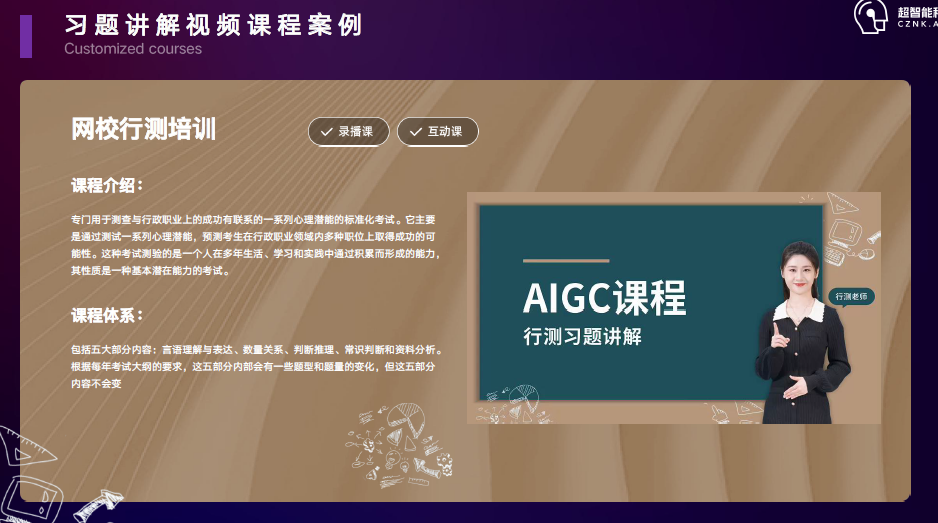 习题讲解视频课程案例
Customized courses
超智能科
CZNK.A
网校行测培训
录播课
互动课
课程介绍：
专门用于测查与行政职业上的成功有联系的一系列心理潜能的标准化考试。它主要
是通过测试一系列心理潜能，预测考生在行政职业领域内多种职位上取得成功的可
能性。这种考试测验的是一个人在多年生活、学习和实践中通过积累而形成的能力，
其性质是一种基本潜在能力的考试。
课程体系：
包括五大部分内容：言语理解与表达、数量关系、判断推理、常识判断和资料分析。
根据每年考试大纲的要求，这五部分内部会有一些题型和题量的变化，但这五部分
内容不会变
AIGC课程
行测习题讲解
行测老师